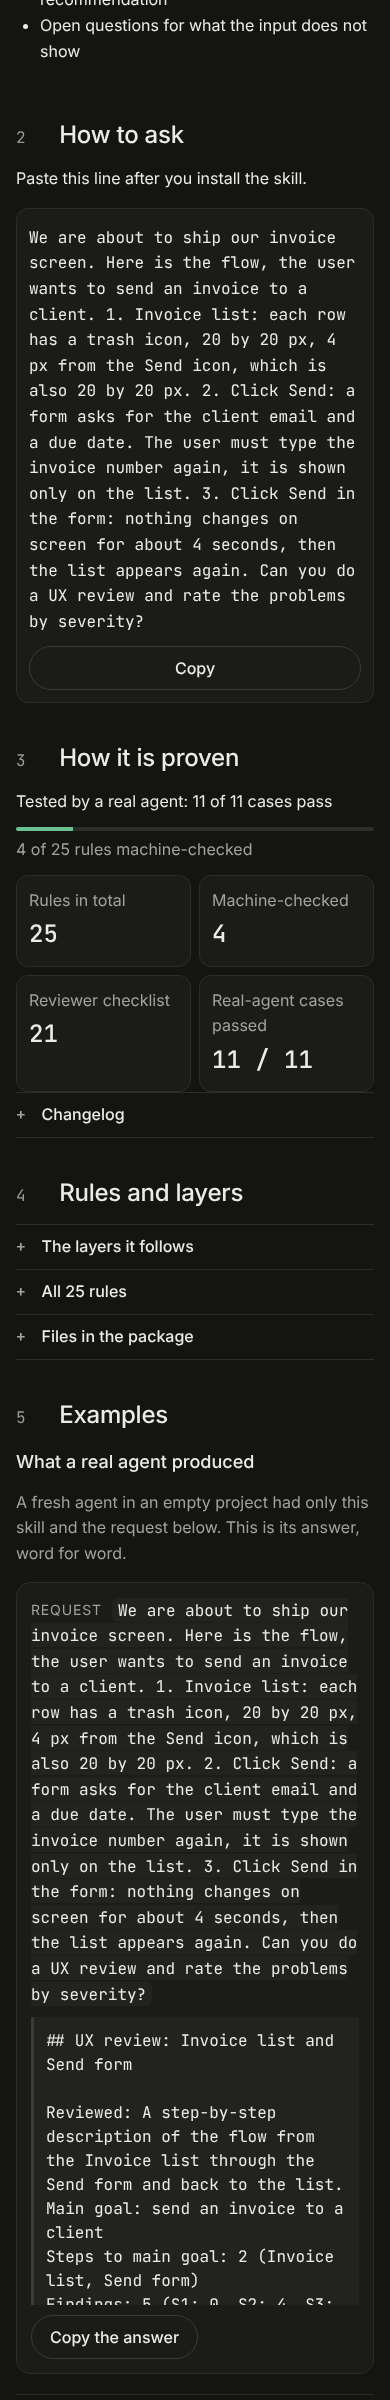 recommendation
• Open questions for what the input does not
show
2 How to ask
Paste this line after you install the skill.
We are about to ship our invoice
screen. Here is the flow, the user
wants to send an invoice to a
client. 1. Invoice list: each row
has a trash icon, 20 by 20 px, 4
px from the Send icon, which is
also 20 by 20 px. 2. Click Send: a
form asks for the client email and
a due date. The user must type the
invoice number again, it is shown
only on the list. 3. Click Send in
the form: nothing changes on
screen for about 4 seconds, then
the list appears again. Can you do
a UX review and rate the problems
by severity?
Copy
3 How it is proven
Tested by a real agent: 11 of 11 cases pass
4 of 25 rules machine-checked
Rules in total
25
Machine-checked
4
Reviewer checklist
21
Real-agent cases
passed
11 / 11
+ Changelog
4 Rules and layers
+ The layers it follows
+ All 25 rules
+ Files in the package
5 Examples
What a real agent produced
A fresh agent in an empty project had only this
skill and the request below. This is its answer,
word for word.
REQUEST We are about to ship our
invoice screen. Here is the flow,
the user wants to send an invoice
to a client. 1. Invoice list: each
row has a trash icon, 20 by 20 px,
4 px from the Send icon, which is
also 20 by 20 px. 2. Click Send: a
form asks for the client email and
a due date. The user must type the
invoice number again, it is shown
only on the list. 3. Click Send in
the form: nothing changes on
screen for about 4 seconds, then
the list appears again. Can you do
a UX review and rate the problems
by severity?
## UX review: Invoice list and
Send form
Reviewed: A step-by-step
description of the flow from
the Invoice list through the
Send form and back to the list.
Main goal: send an invoice to a
client
Steps to main goal: 2 (Invoice
list, Send form)
Findings: 5 (S1: 0, S2: 4, S3:
Copy the answer